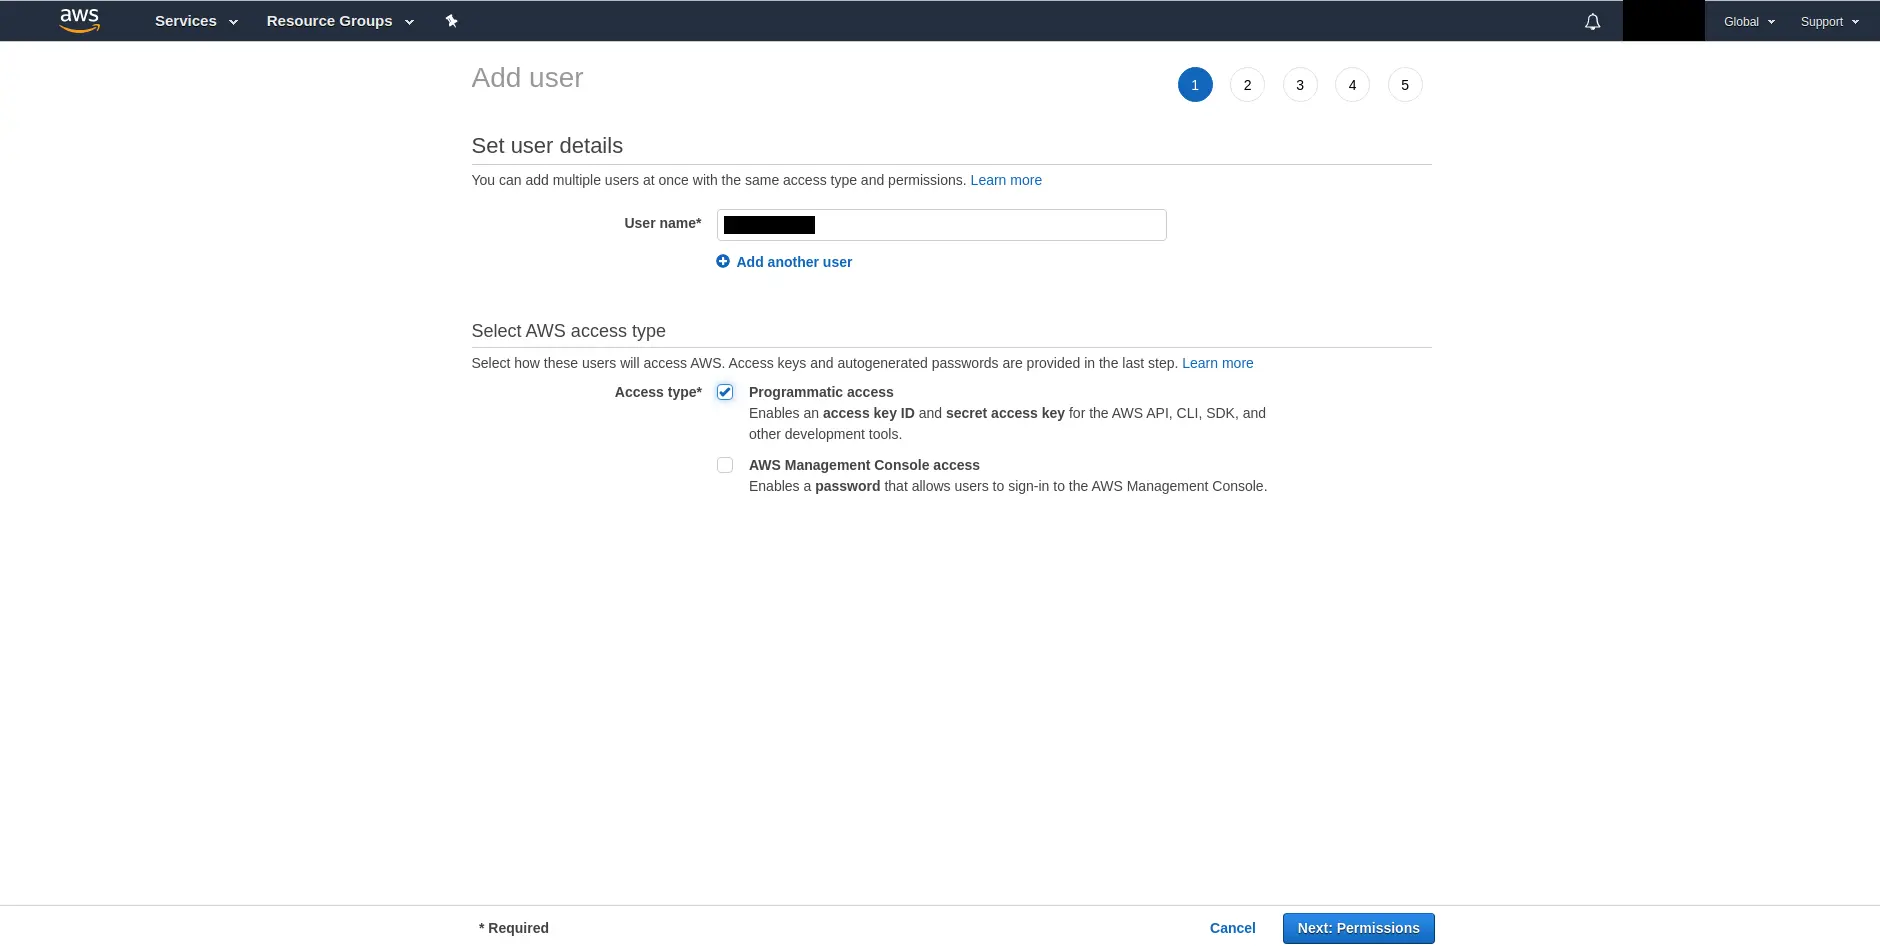 aws Services Resource Groups Global Support
Add user
1 2 3 4 5
Set user details
You can add multiple users at once with the same access type and permissions. Learn more
User name*
Add another user
Select AWS access type
Select how these users will access AWS. Access keys and autogenerated passwords are provided in the last step. Learn more
Access type* Programmatic access
Enables an access key ID and secret access key for the AWS API, CLI, SDK, and
other development tools.
AWS Management Console access
Enables a password that allows users to sign-in to the AWS Management Console.
* Required Cancel Next: Permissions